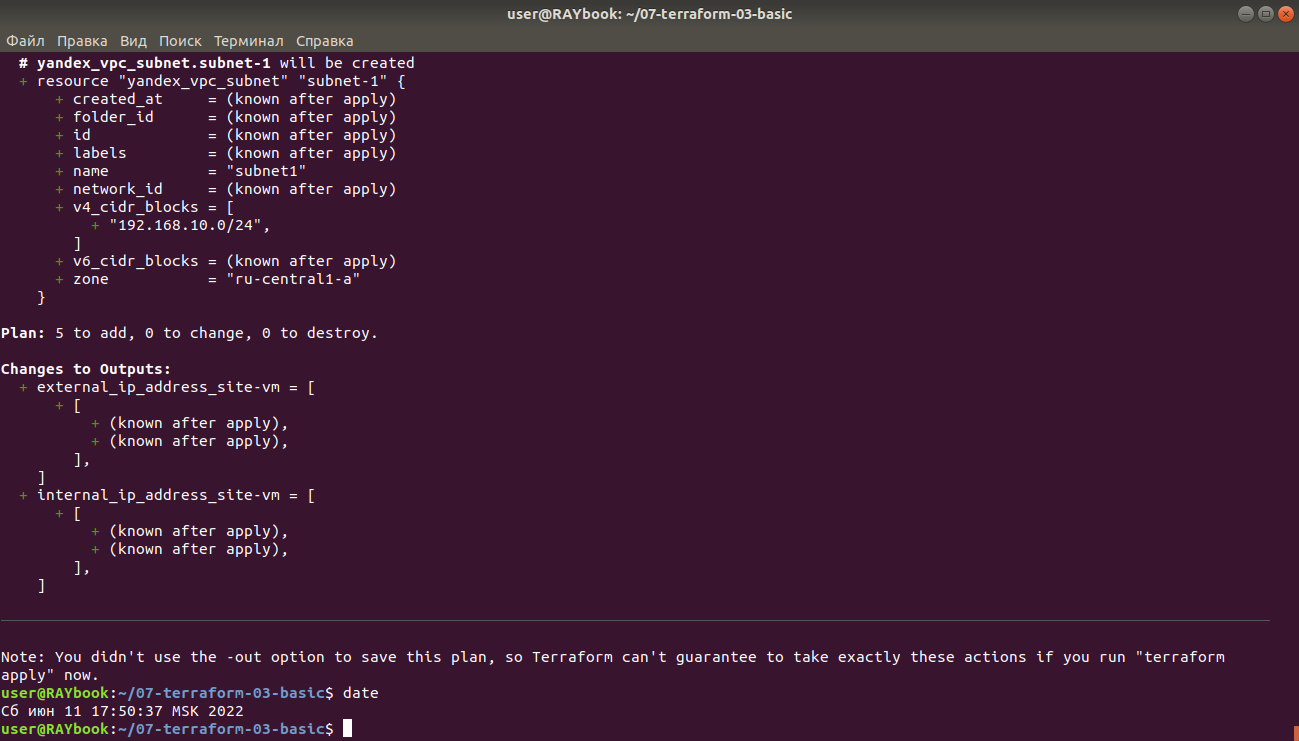 user@RAYbook: ~/07-terraform-03-basic
Файл Правка Вид Поиск Терминал Справка
  # yandex_vpc_subnet.subnet-1 will be created
  + resource "yandex_vpc_subnet" "subnet-1" {
      + created_at     = (known after apply)
      + folder_id      = (known after apply)
      + id             = (known after apply)
      + labels         = (known after apply)
      + name           = "subnet1"
      + network_id     = (known after apply)
      + v4_cidr_blocks = [
          + "192.168.10.0/24",
        ]
      + v6_cidr_blocks = (known after apply)
      + zone           = "ru-central1-a"
    }
Plan: 5 to add, 0 to change, 0 to destroy.
Changes to Outputs:
  + external_ip_address_site-vm = [
      + [
          + (known after apply),
          + (known after apply),
        ],
    ]
  + internal_ip_address_site-vm = [
      + [
          + (known after apply),
          + (known after apply),
        ],
    ]
Note: You didn't use the -out option to save this plan, so Terraform can't guarantee to take exactly these actions if you run "terraform
apply" now.
user@RAYbook:~/07-terraform-03-basic$ date
Сб июн 11 17:50:37 MSK 2022
user@RAYbook:~/07-terraform-03-basic$